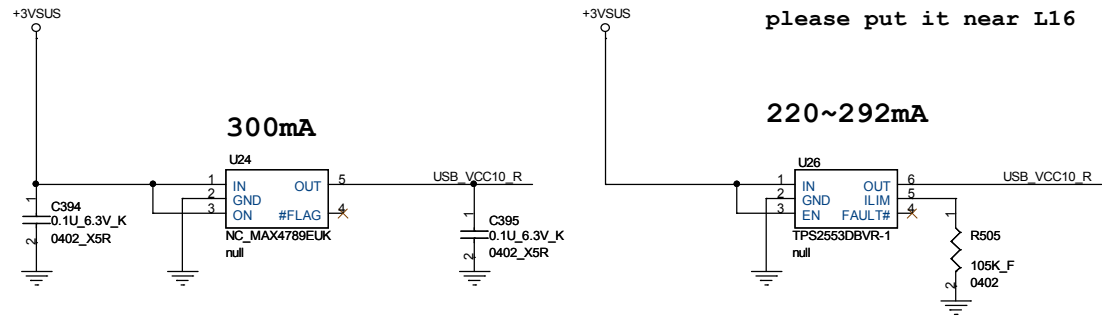 +3VSUS
300mA
U24
1 IN OUT 5
2 GND
3 ON #FLAG 4
NC_MAX4789EUK
null
USB_VCC10_R
1
C394
0.1U_6.3V_K
2 0402_X5R
1
C395
0.1U_6.3V_K
2 0402_X5R
+3VSUS
please put it near L16
220~292mA
U26
1 IN OUT 6
2 GND ILIM 5
3 EN FAULT# 4
TPS2553DBVR-1
null
USB_VCC10_R
1
R505
105K_F
2 0402